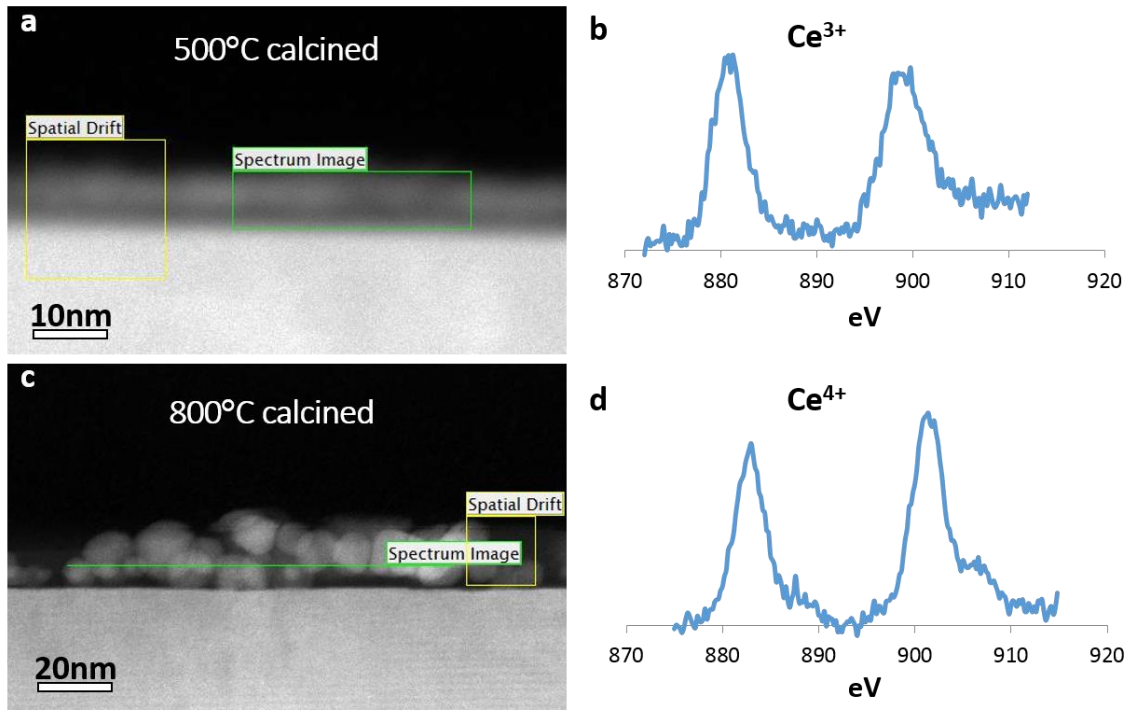 a
500°C calcined
Spatial Drift
Spectrum Image
10nm
b
Ce³⁺
870 880 890 900 910 920
eV
c
800°C calcined
Spatial Drift
Spectrum Image
20nm
d
Ce⁴⁺
870 880 890 900 910 920
eV